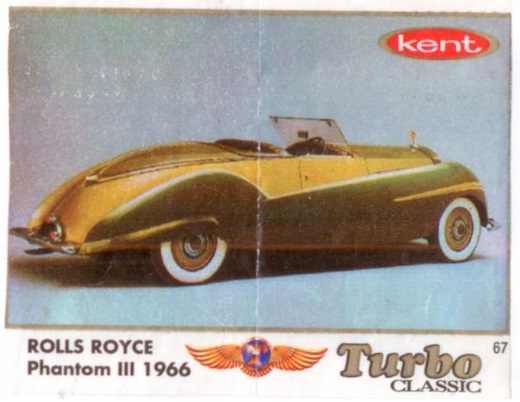 kent
ROLLS ROYCE
Phantom III 1966
67
Turbo
CLASSIC